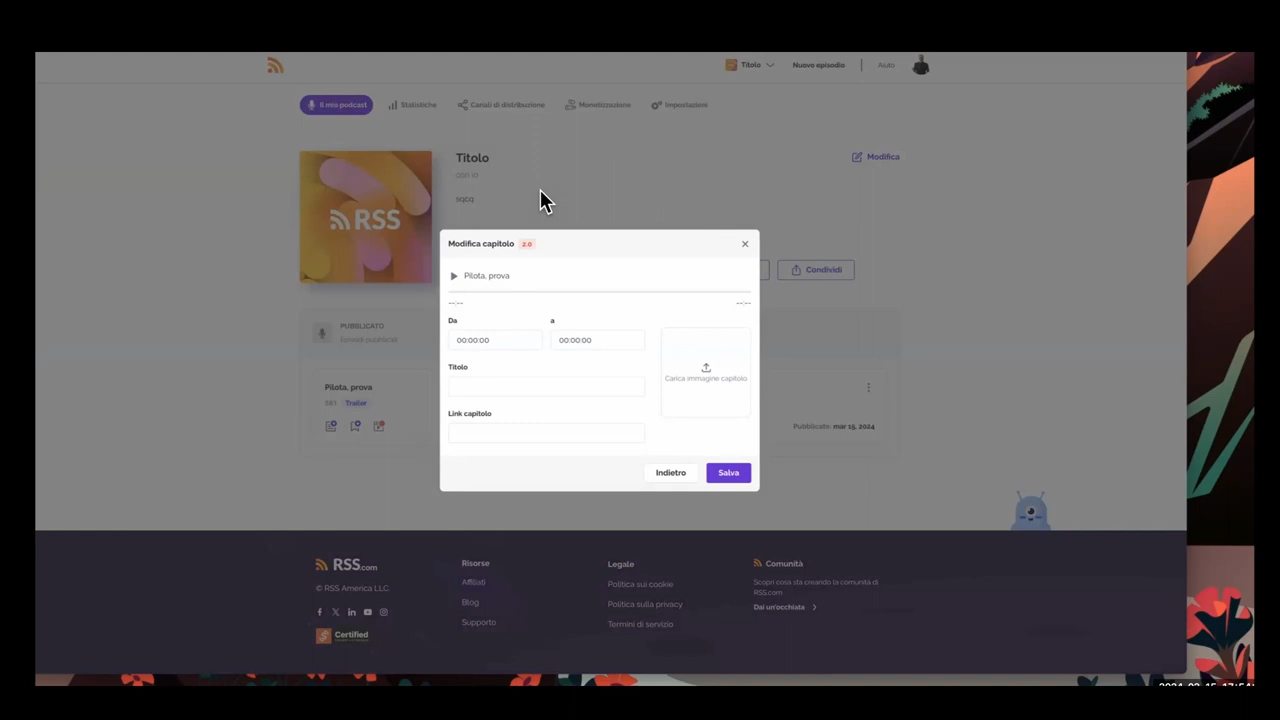 Titolo
Nuovo episodio
Aiuto
Il mio podcast
Statistiche
Canali di distribuzione
Monetizzazione
Impostazioni
RSS
Titolo
Modifica
Condividi
Modifica capitolo 2.0
Pilota, prova
--:-- --:--
Da a
00:00:00 00:00:00
Carica immagine capitolo
Titolo
Link capitolo
Indietro Salva
PUBBLICATO
Episodi pubblicati
Pilota, prova
S1E1 Trailer
Pubblicato: mar 15, 2024
RSS.com
© RSS America LLC.
Certified
Risorse
Affiliati
Blog
Supporto
Legale
Politica sui cookie
Politica sulla privacy
Termini di servizio
Comunità
Scopri cosa sta creando la comunità di
RSS.com
Dai un'occhiata